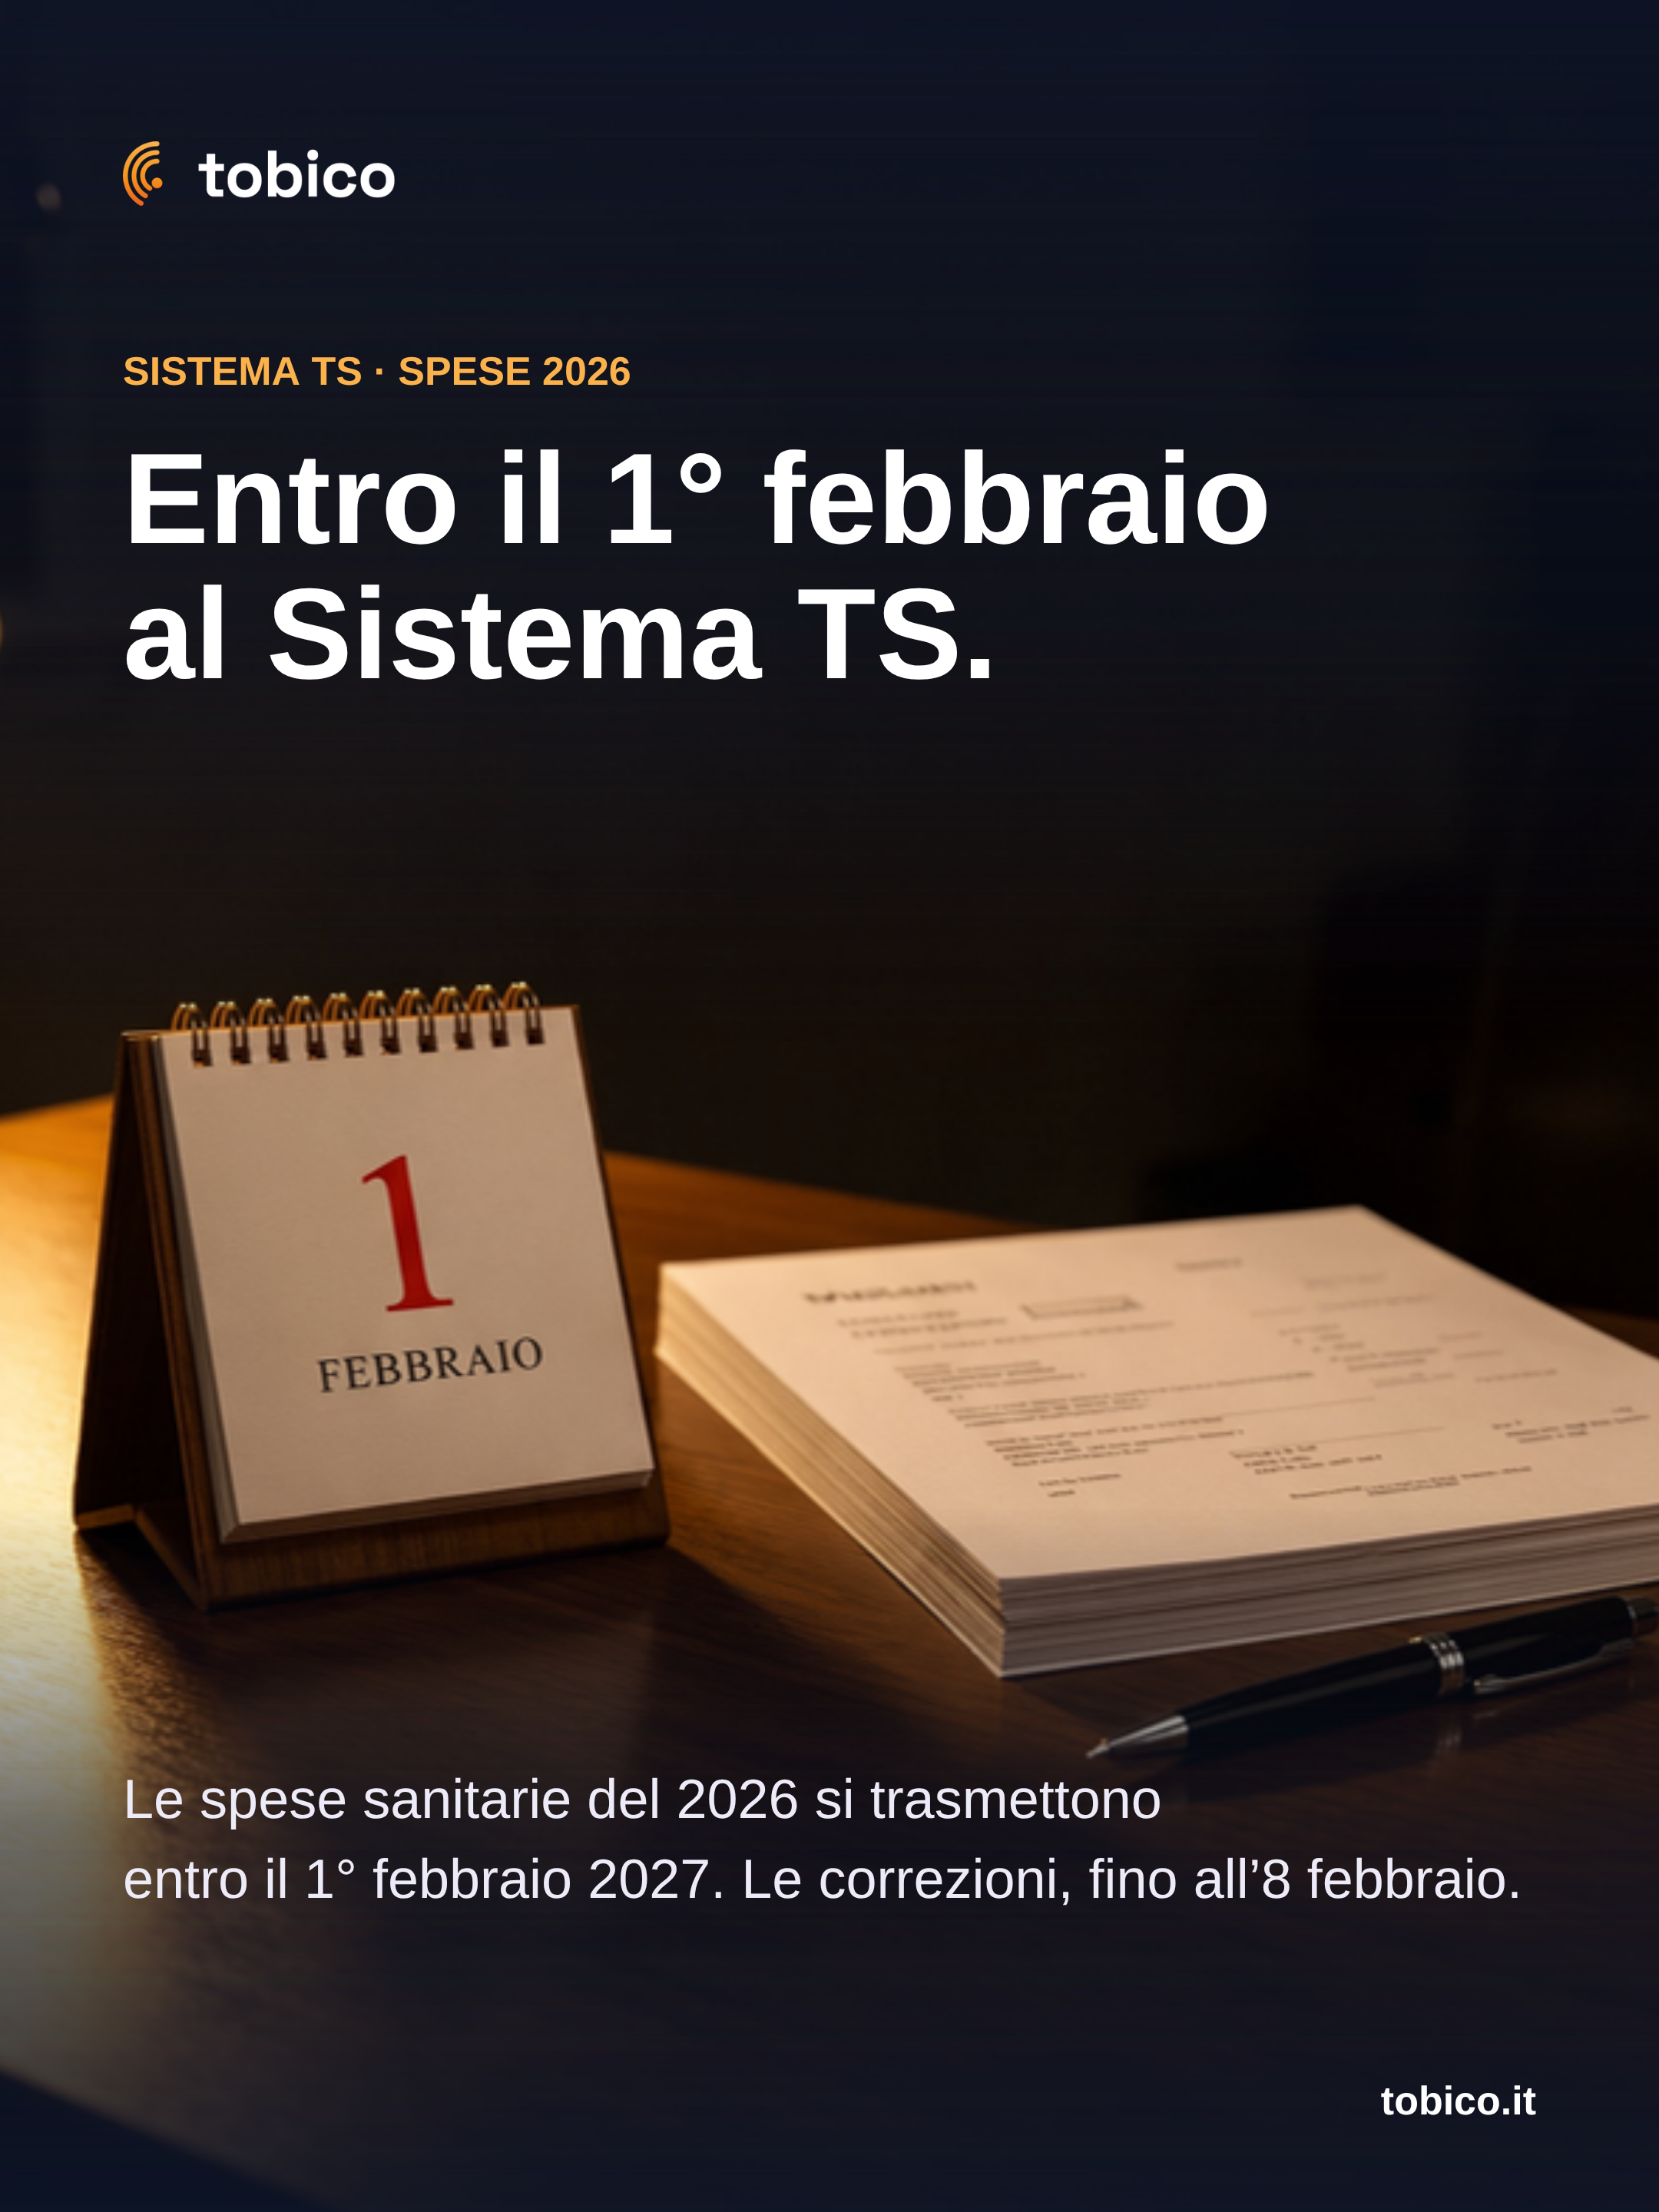 tobico
SISTEMA TS · SPESE 2026
Entro il 1° febbraio
al Sistema TS.
1
FEBBRAIO
Le spese sanitarie del 2026 si trasmettono
entro il 1° febbraio 2027. Le correzioni, fino all’8 febbraio.
tobico.it